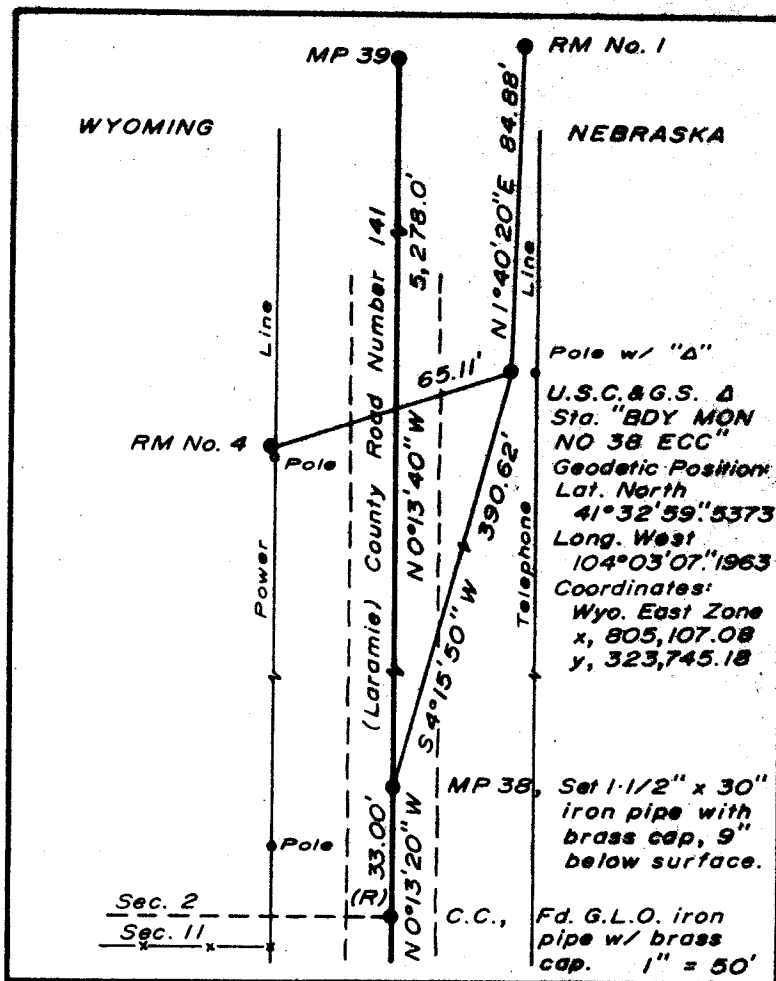 MP 39
RM No. 1
WYOMING
NEBRASKA
N 1°40'20" E 84.88'
5,278.0'
(Laramie) County Road Number 141
Line
Line
65.11'
Pole w/ "Δ"
U.S.C.& G.S. Δ
Sta. "BDY MON
NO 38 ECC"
Geodetic Position:
Lat. North
41°32'59".5373
Long. West
104°03'07".1963
Coordinates:
Wyo. East Zone
x, 805,107.08
y, 323,745.18
RM No. 4
Pole
N 0°13'40" W
390.62'
S 4°15'50" W
Power
Telephone
MP 38, Set 1-1/2" x 30"
iron pipe with
brass cap, 9"
below surface.
Pole
33.00'
(R)
N 0°13'20" W
Sec. 2
Sec. 11
C.C., Fd. G.L.O. iron
pipe w/ brass
cap. 1" = 50'